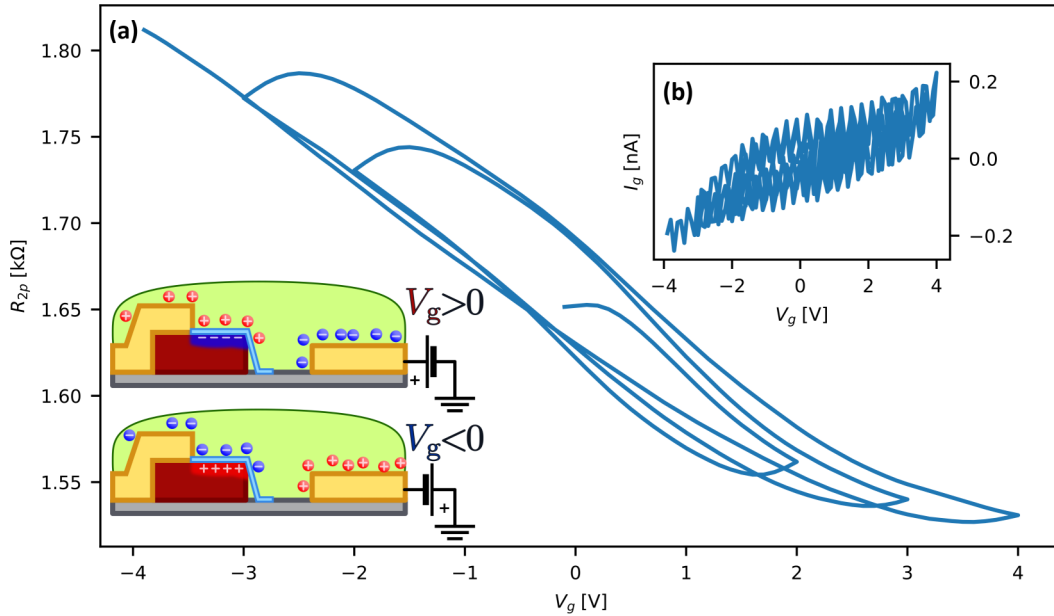 (a)
1.80
1.75
1.70
1.65
1.60
1.55
R2p [kΩ]
−4
−3
−2
−1
0
1
2
3
4
Vg [V]
(b)
0.2
0.0
−0.2
Ig [nA]
−4
−2
0
2
4
Vg [V]
Vg>0
+ + + + + + + +
− − − − −
− − − − − − − −
+
Vg<0
− − − − − − − −
+ + + +
+ + + + + + + +
+